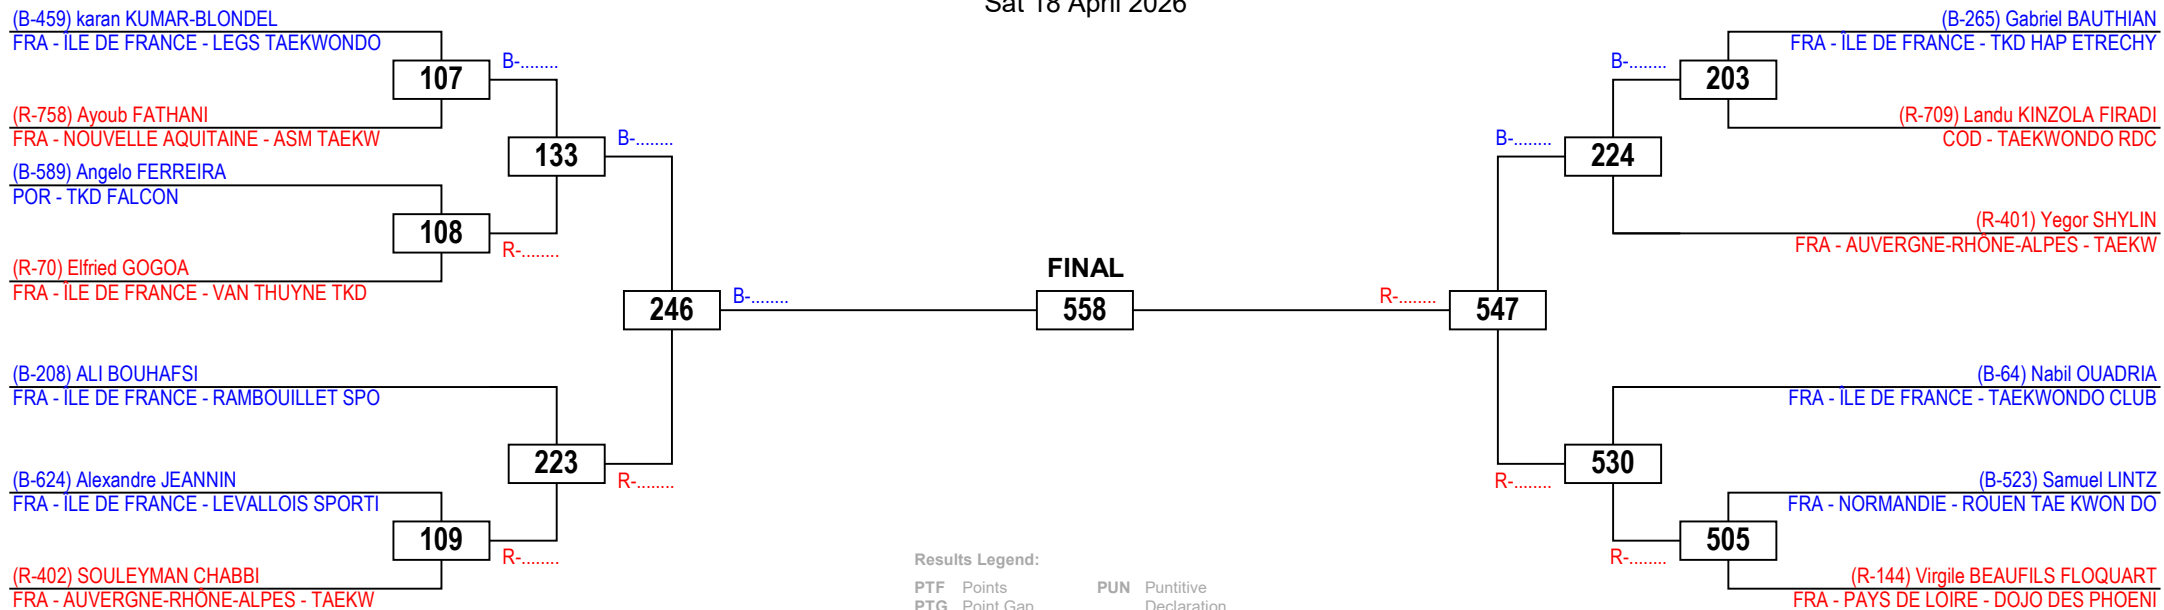 Sat 18 April 2026
(B-459) karan KUMAR-BLONDEL
FRA - ÎLE DE FRANCE - LEGS TAEKWONDO
107
B-........
(R-758) Ayoub FATHANI
FRA - NOUVELLE AQUITAINE - ASM TAEKW
133
B-........
(B-589) Angelo FERREIRA
POR - TKD FALCON
108
R-........
(R-70) Elfried GOGOA
FRA - ÎLE DE FRANCE - VAN THUYNE TKD
246
B-........
(B-208) ALI BOUHAFSI
FRA - ÎLE DE FRANCE - RAMBOUILLET SPO
223
R-........
(B-624) Alexandre JEANNIN
FRA - ÎLE DE FRANCE - LEVALLOIS SPORTI
109
R-........
(R-402) SOULEYMAN CHABBI
FRA - AUVERGNE-RHÔNE-ALPES - TAEKW
FINAL
558
(B-265) Gabriel BAUTHIAN
FRA - ÎLE DE FRANCE - TKD HAP ETRECHY
B-........
203
(R-709) Landu KINZOLA FIRADI
COD - TAEKWONDO RDC
B-........
224
(R-401) Yegor SHYLIN
FRA - AUVERGNE-RHÔNE-ALPES - TAEKW
R-........
547
(B-64) Nabil OUADRIA
FRA - ÎLE DE FRANCE - TAEKWONDO CLUB
R-........
530
(B-523) Samuel LINTZ
FRA - NORMANDIE - ROUEN TAE KWON DO
R-........
505
(R-144) Virgile BEAUFILS FLOQUART
FRA - PAYS DE LOIRE - DOJO DES PHOENI
Results Legend:
PTF Points PUN Puntitive
PTG Point Gap Declaration